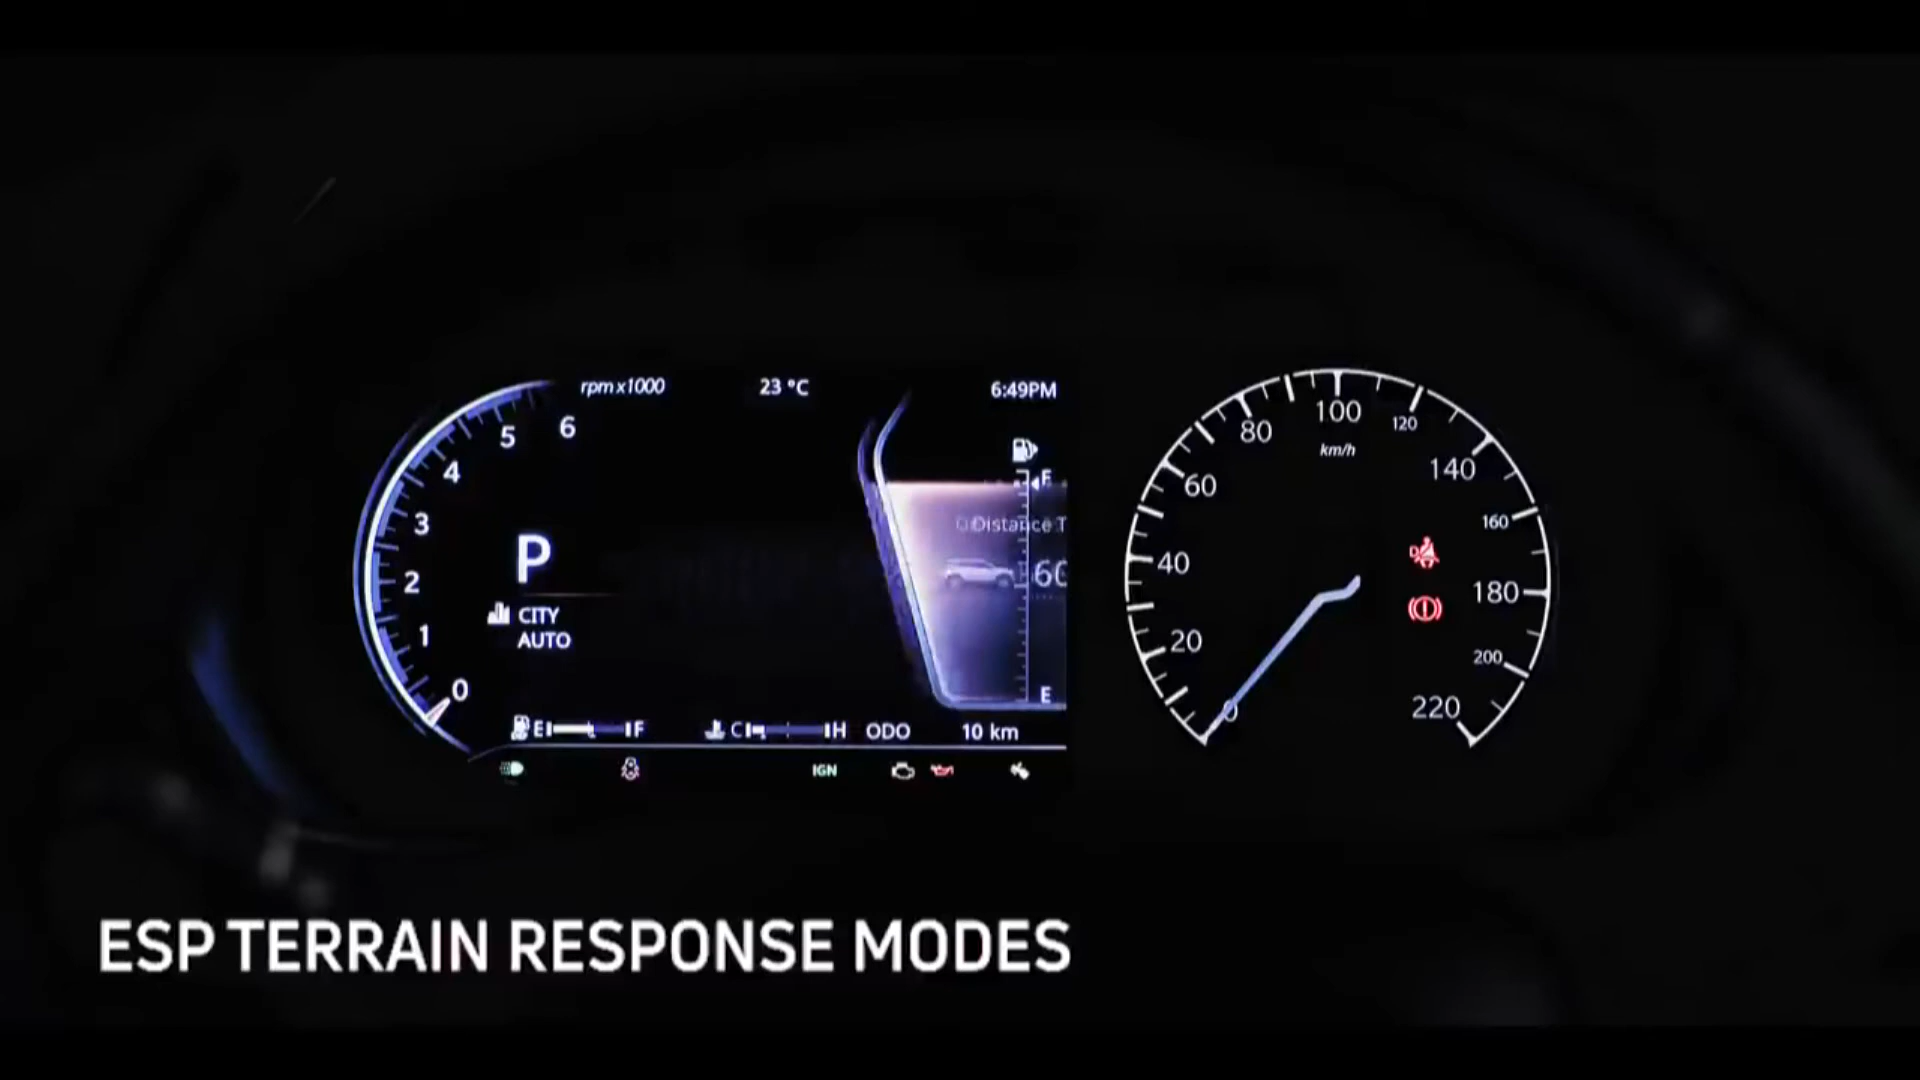 rpm x1000
23 °C
6:49PM
6
5
4
3
2
1
0
P
CITY
AUTO
F
Distance T
60
E
E F
C H
ODO 10 km
IGN
100
80
120
km/h
60
140
40
160
20
180
0
200
220
ESP TERRAIN RESPONSE MODES